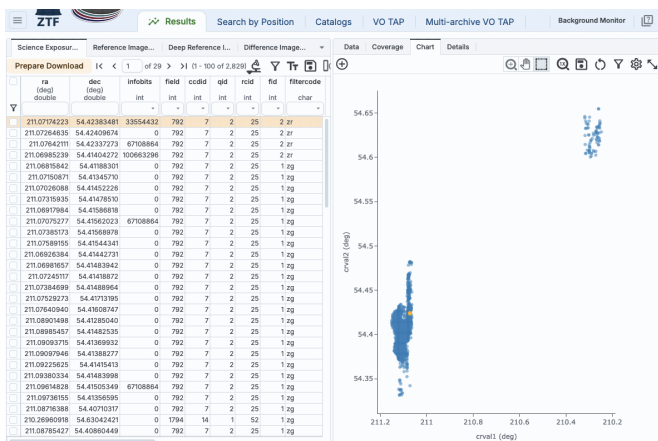 ZTF
Results
Search by Position
Catalogs
VO TAP
Multi-archive VO TAP
Background Monitor
Science Exposur...
Reference Image...
Deep Reference I...
Difference Image...
Data
Coverage
Chart
Details
Prepare Download
1 of 29 (1 - 100 of 2,829)
ra dec infobits field ccdid qid rcid fid filtercode
(deg) (deg)
double double int int int int int int char
211.07174223 54.42383481 33554432 792 7 2 25 2 zr
211.07264635 54.42409674 0 792 7 2 25 2 zr
211.07642111 54.42337273 67108864 792 7 2 25 2 zr
211.06985239 54.41404272 100663296 792 7 2 25 2 zr
211.06815842 54.41188301 0 792 7 2 25 1 zg
211.07150871 54.41345710 0 792 7 2 25 1 zg
211.07026088 54.41452226 0 792 7 2 25 1 zg
211.07315935 54.41478510 0 792 7 2 25 1 zg
211.06917984 54.41586818 0 792 7 2 25 1 zg
211.07075277 54.41562023 67108864 792 7 2 25 1 zg
211.07385173 54.41568978 0 792 7 2 25 1 zg
211.07589155 54.41544341 0 792 7 2 25 1 zg
211.06926384 54.41442731 0 792 7 2 25 1 zg
211.06981657 54.41483942 0 792 7 2 25 1 zg
211.07245117 54.41418872 0 792 7 2 25 1 zg
211.07384699 54.41488964 0 792 7 2 25 1 zg
211.07529273 54.41713195 0 792 7 2 25 1 zg
211.07640940 54.41608747 0 792 7 2 25 1 zg
211.08901498 54.41285040 0 792 7 2 25 1 zg
211.08985457 54.41482535 0 792 7 2 25 1 zg
211.09093715 54.41369932 0 792 7 2 25 1 zg
211.09097946 54.41388277 0 792 7 2 25 1 zg
211.09225625 54.41415413 0 792 7 2 25 1 zg
211.09380334 54.41483998 0 792 7 2 25 1 zg
211.09614828 54.41505349 67108864 792 7 2 25 1 zg
211.09736155 54.41356595 0 792 7 2 25 1 zg
211.08716388 54.40710317 0 792 7 2 25 1 zg
210.26960918 54.63042421 0 1794 14 1 52 1 zg
211.08785427 54.40860449 0 792 7 2 25 1 zg
54.65
54.6
54.55
54.5
54.45
54.4
54.35
crval2 (deg)
211.2 211 210.8 210.6 210.4 210.2
crval1 (deg)